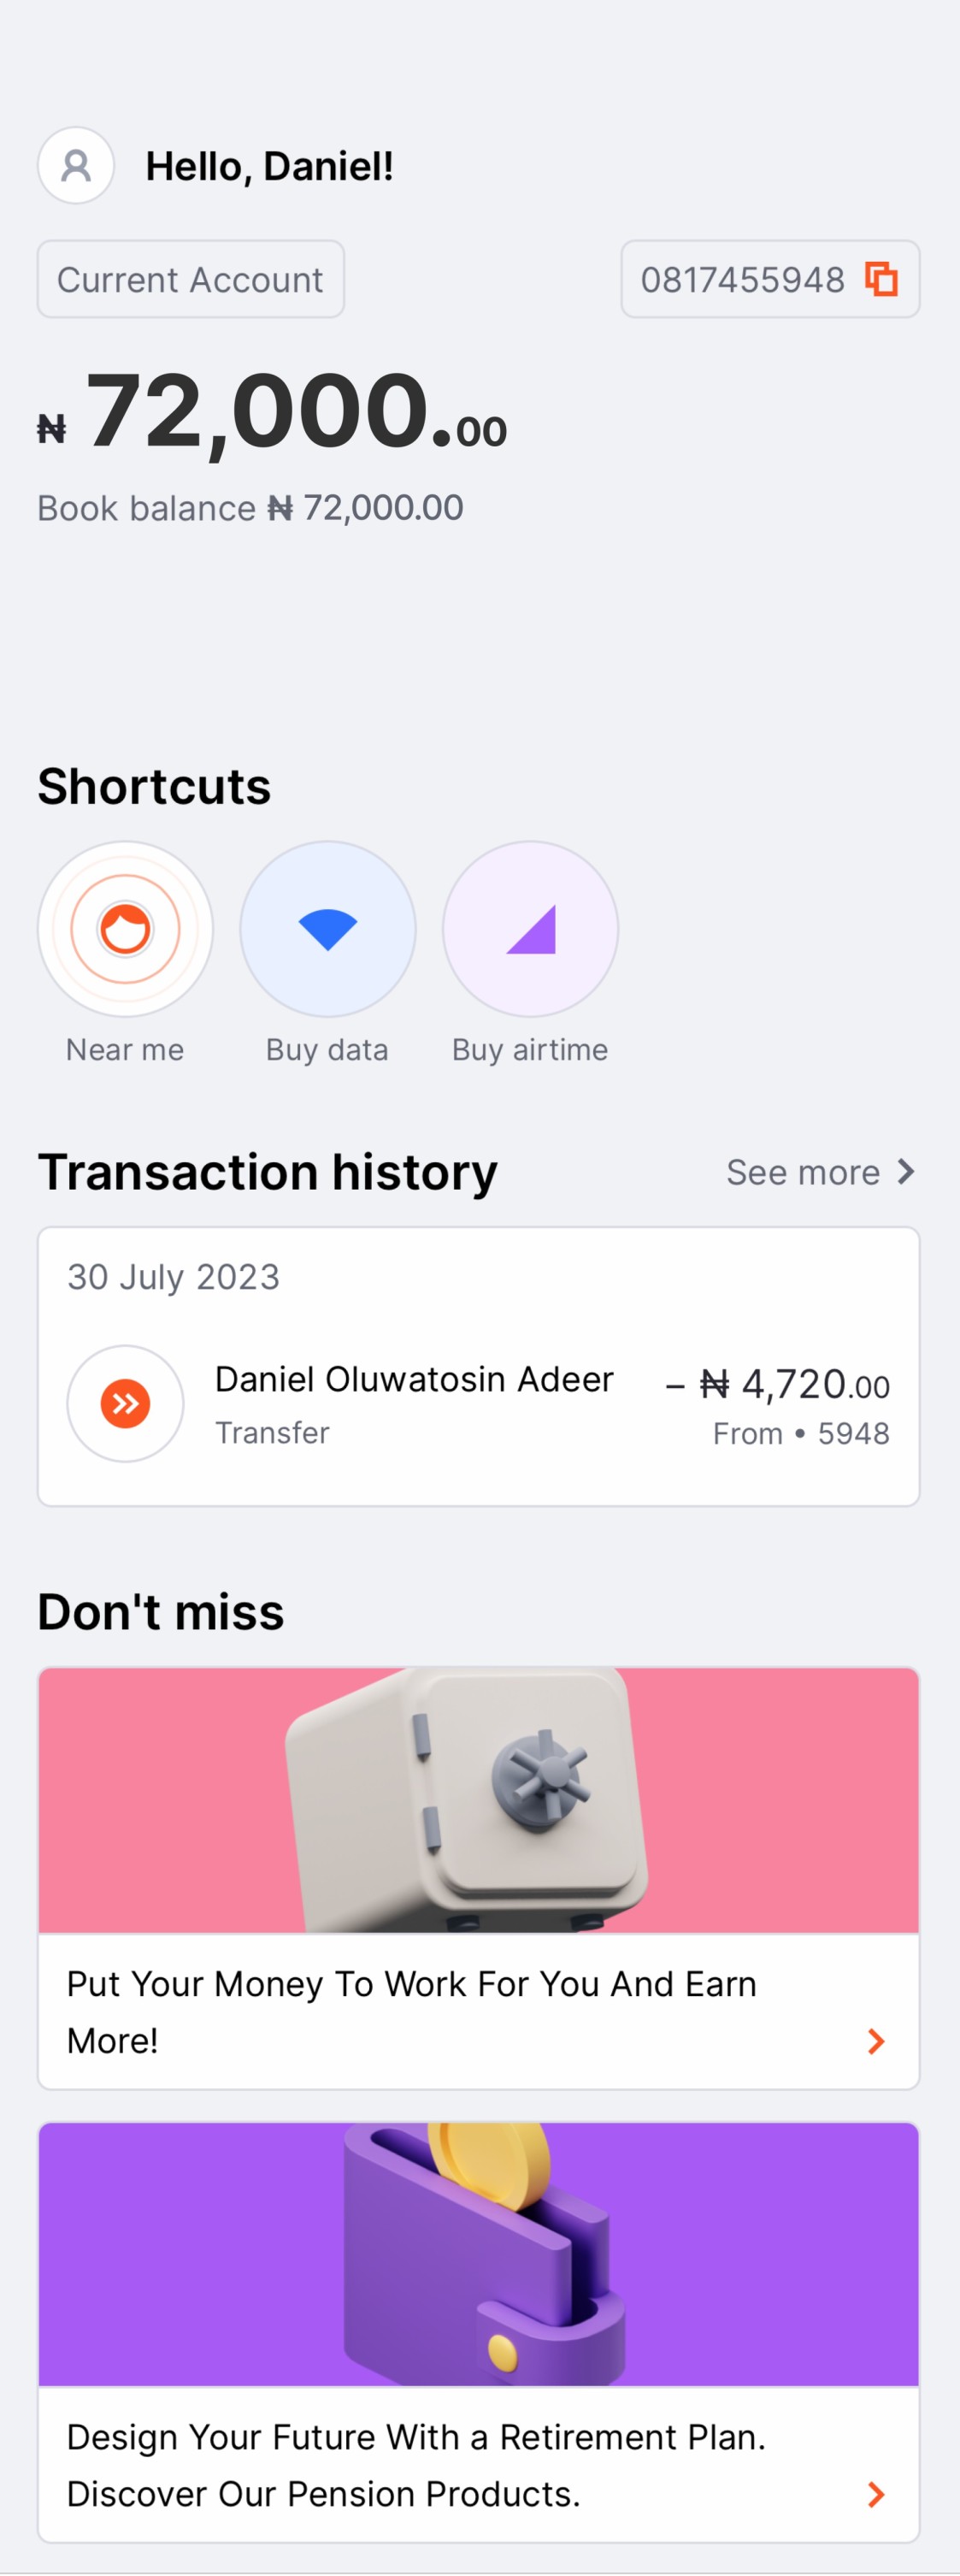 Hello, Daniel!
Current Account
0817455948
₦ 72,000.00
Book balance ₦ 72,000.00
Shortcuts
Near me
Buy data
Buy airtime
Transaction history
See more
30 July 2023
Daniel Oluwatosin Adeer
– ₦ 4,720.00
Transfer
From • 5948
Don't miss
Put Your Money To Work For You And Earn
More!
Design Your Future With a Retirement Plan.
Discover Our Pension Products.